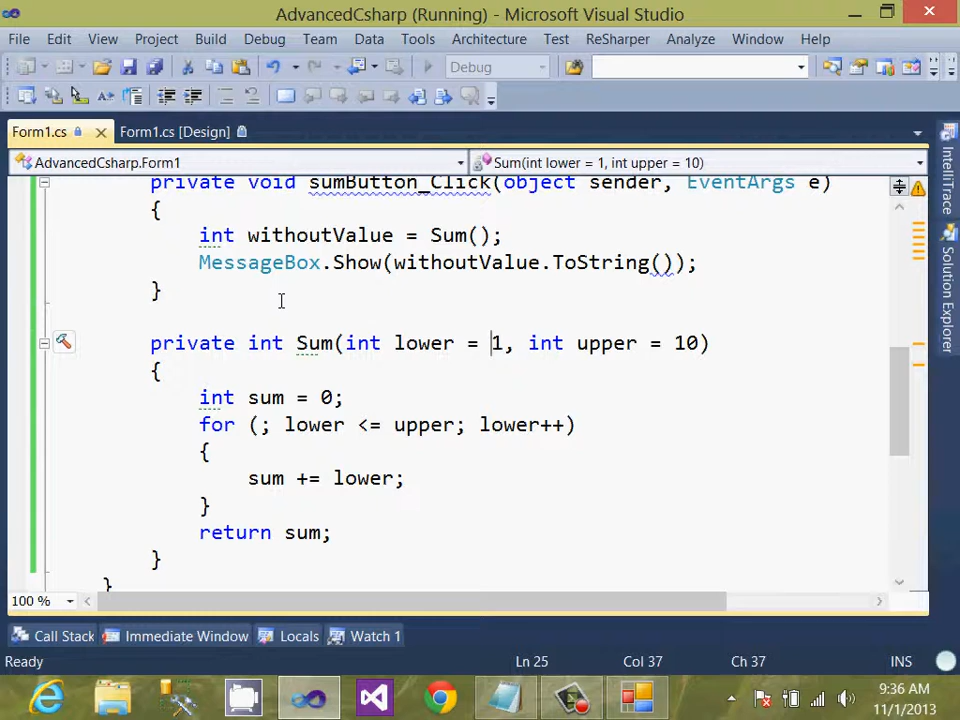 AdvancedCsharp (Running) - Microsoft Visual Studio
File Edit View Project Build Debug Team Data Tools Architecture Test ReSharper Analyze Window Help
Debug
Form1.cs
Form1.cs [Design]
AdvancedCsharp.Form1
Sum(int lower = 1, int upper = 10)
private void sumButton_Click(object sender, EventArgs e)
{
int withoutValue = Sum();
MessageBox.Show(withoutValue.ToString());
}
private int Sum(int lower = 1, int upper = 10)
{
int sum = 0;
for (; lower <= upper; lower++)
{
sum += lower;
}
return sum;
}
}
IntelliTrace
Solution Explorer
100 %
Call Stack Immediate Window Locals Watch 1
Ready Ln 25 Col 37 Ch 37 INS
9:36 AM
11/1/2013